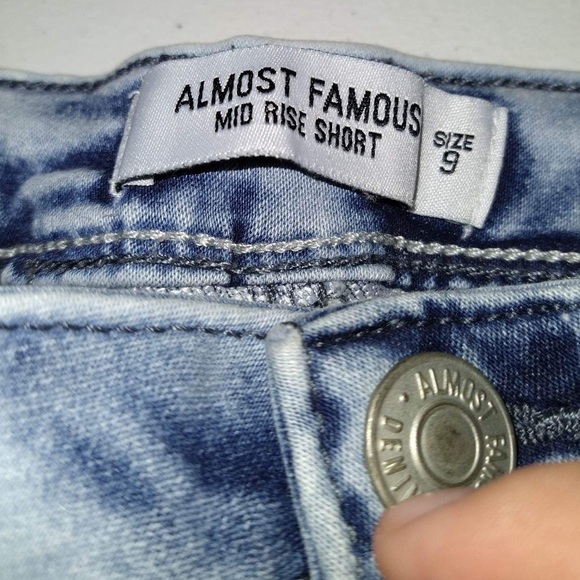 ALMOST FAMOUS
MID RISE SHORT
SIZE
9
ALMOST